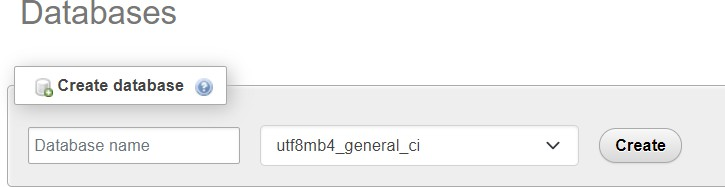 Databases
Create database
Database name
utf8mb4_general_ci
Create